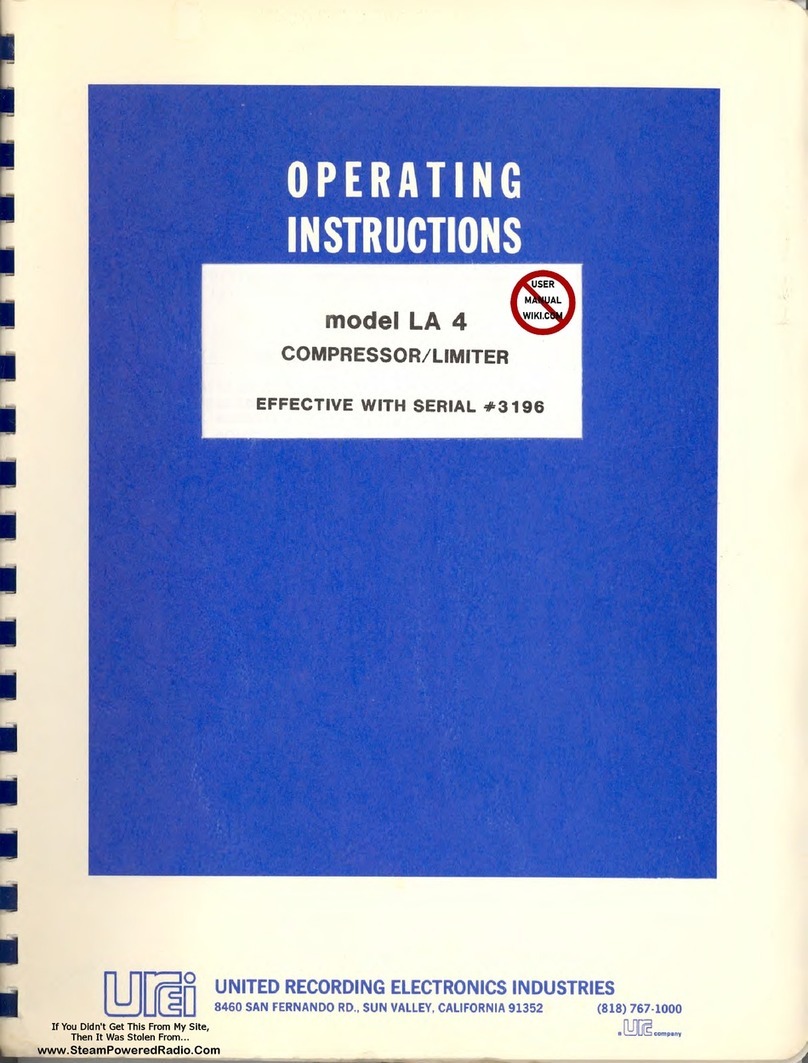 OPERATING
INSTRUCTIONS
USER
MANUAL
WIKI.COM
model LA 4
COMPRESSOR/LIMITER
EFFECTIVE WITH SERIAL #3196
urei
UNITED RECORDING ELECTRONICS INDUSTRIES
8460 SAN FERNANDO RD., SUN VALLEY, CALIFORNIA 91352 (818) 767-1000
a URC company
If You Didn't Get This From My Site,
Then It Was Stolen From...
www.SteamPoweredRadio.Com